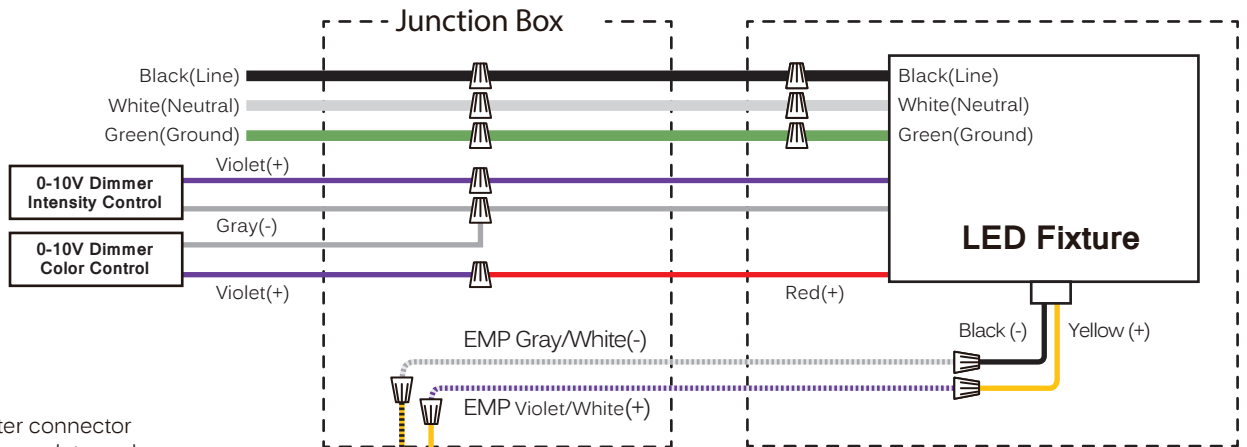 Junction Box
Black(Line)
Black(Line)
White(Neutral)
White(Neutral)
Green(Ground)
Green(Ground)
Violet(+)
0-10V Dimmer
Intensity Control
Gray(-)
LED Fixture
0-10V Dimmer
Color Control
Violet(+)
Red(+)
Black (-)
Yellow (+)
EMP Gray/White(-)
EMP Violet/White(+)
ter connector